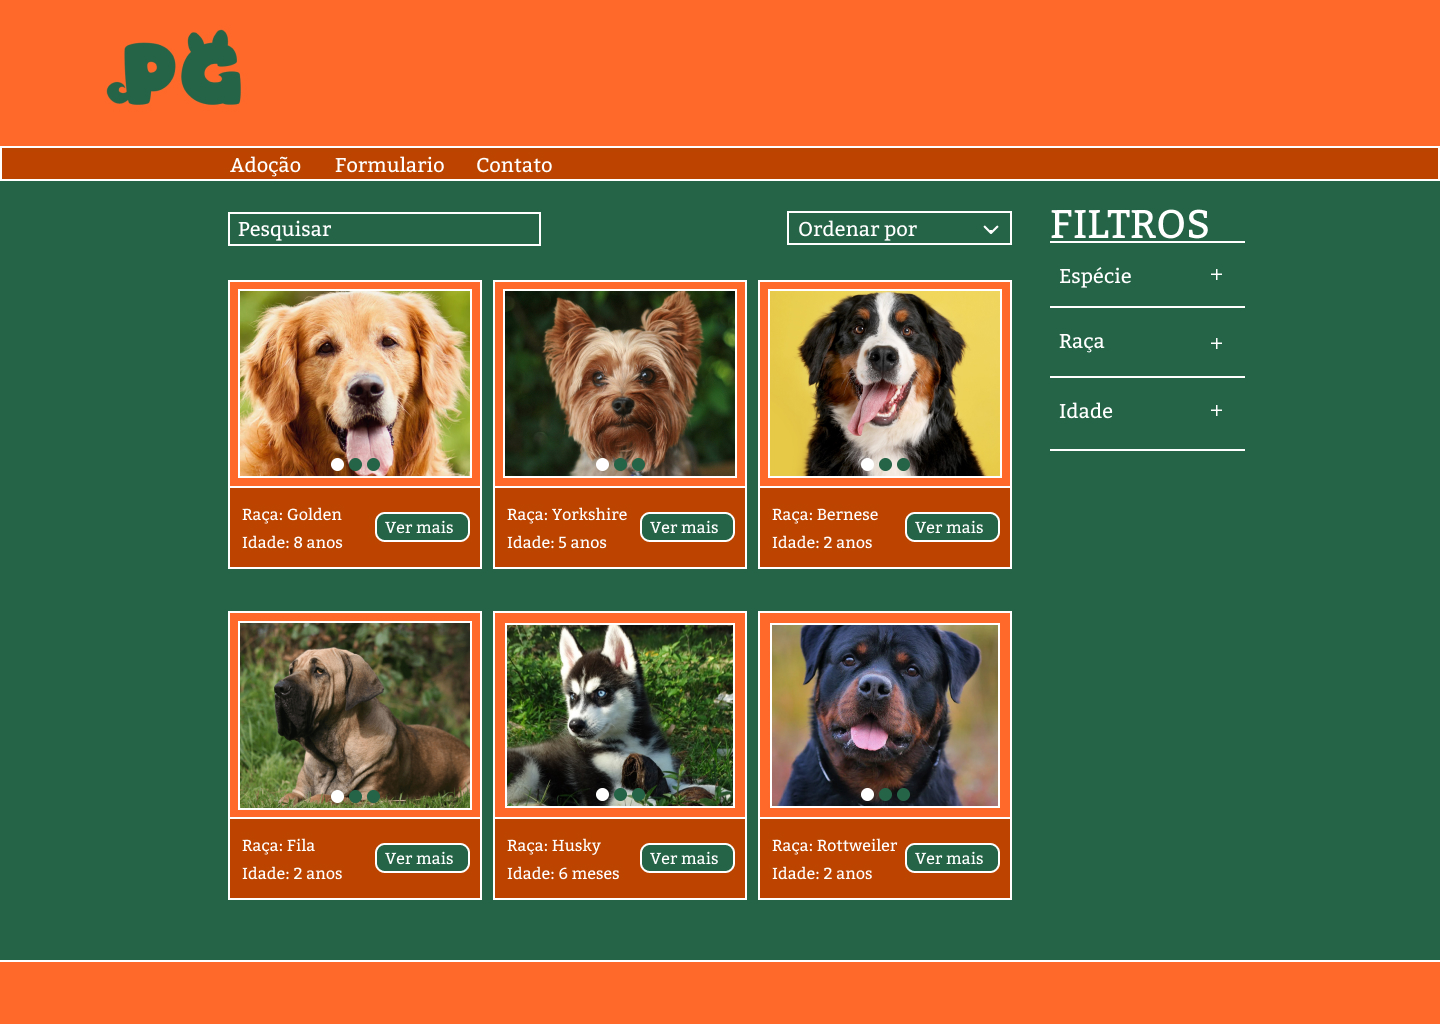 PG
Adoção Formulario Contato
Pesquisar
Ordenar por
FILTROS
Espécie +
Raça +
Idade +
Raça: Golden
Idade: 8 anos
Ver mais
Raça: Yorkshire
Idade: 5 anos
Ver mais
Raça: Bernese
Idade: 2 anos
Ver mais
Raça: Fila
Idade: 2 anos
Ver mais
Raça: Husky
Idade: 6 meses
Ver mais
Raça: Rottweiler
Idade: 2 anos
Ver mais